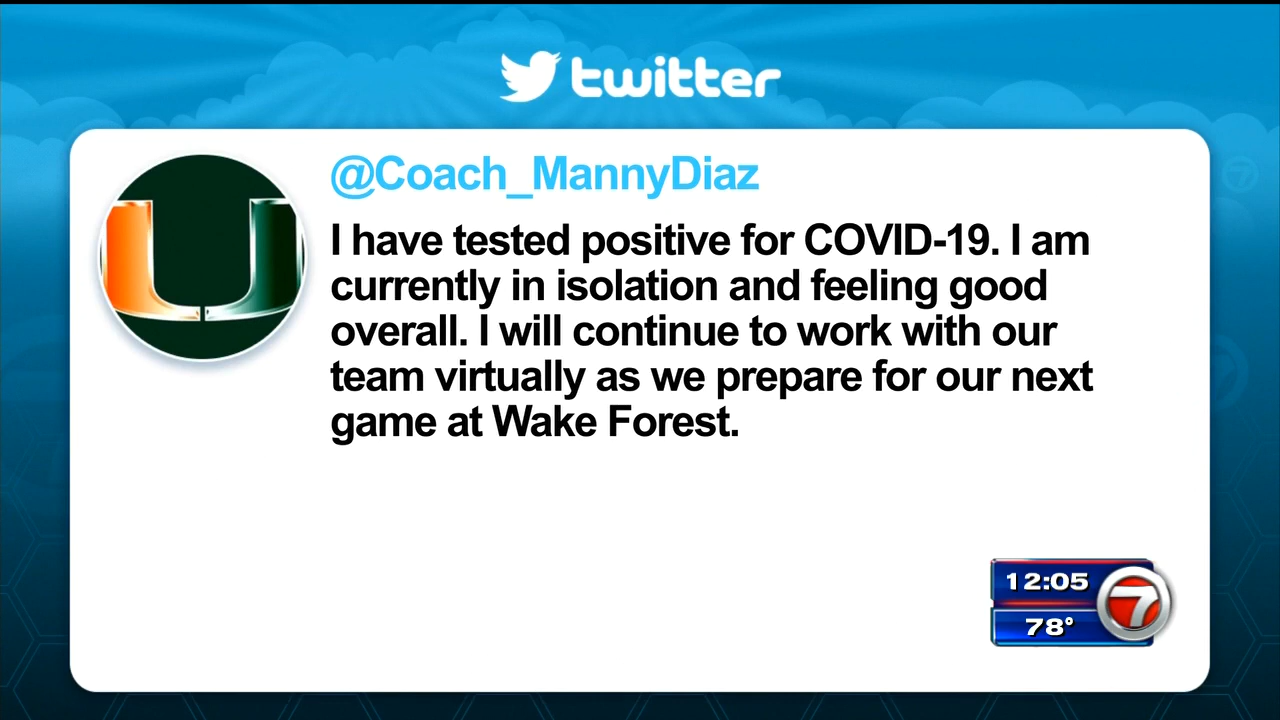 twitter
@Coach_MannyDiaz
I have tested positive for COVID-19. I am
currently in isolation and feeling good
overall. I will continue to work with our
team virtually as we prepare for our next
game at Wake Forest.
12:05
7
78°